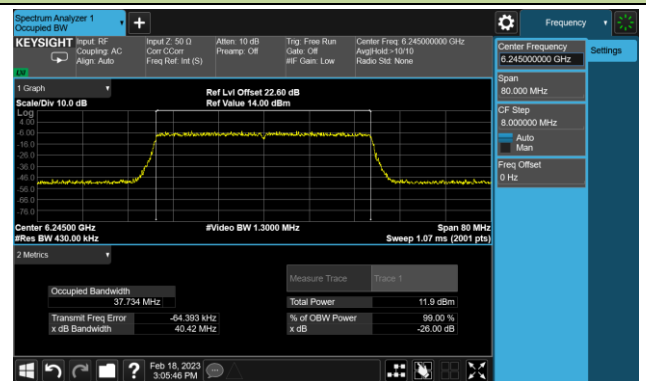 Spectrum Analyzer 1
Occupied BW
Frequency
KEYSIGHT
Input: RF
Coupling: AC
Align: Auto
Input Z: 50 Ω
Corr CCorr
Freq Ref: Int (S)
Atten: 10 dB
Preamp: Off
Trig: Free Run
Gate: Off
#IF Gain: Low
Center Freq: 6.245000000 GHz
Avg|Hold:>10/10
Radio Std: None
Center Frequency
6.245000000 GHz
Settings
Span
80.000 MHz
CF Step
8.000000 MHz
Auto
Man
Freq Offset
0 Hz
1 Graph
Scale/Div 10.0 dB
Ref Lvl Offset 22.60 dB
Ref Value 14.00 dBm
Log
4.00
-6.00
-16.0
-26.0
-36.0
-46.0
-56.0
-66.0
-76.0
Center 6.24500 GHz
#Res BW 430.00 kHz
#Video BW 1.3000 MHz
Span 80 MHz
Sweep 1.07 ms (2001 pts)
2 Metrics
Measure Trace
Trace 1
Occupied Bandwidth
37.734 MHz
Total Power
11.9 dBm
Transmit Freq Error
-64.393 kHz
% of OBW Power
99.00 %
x dB Bandwidth
40.42 MHz
x dB
-26.00 dB
?
Feb 18, 2023
3:05:46 PM